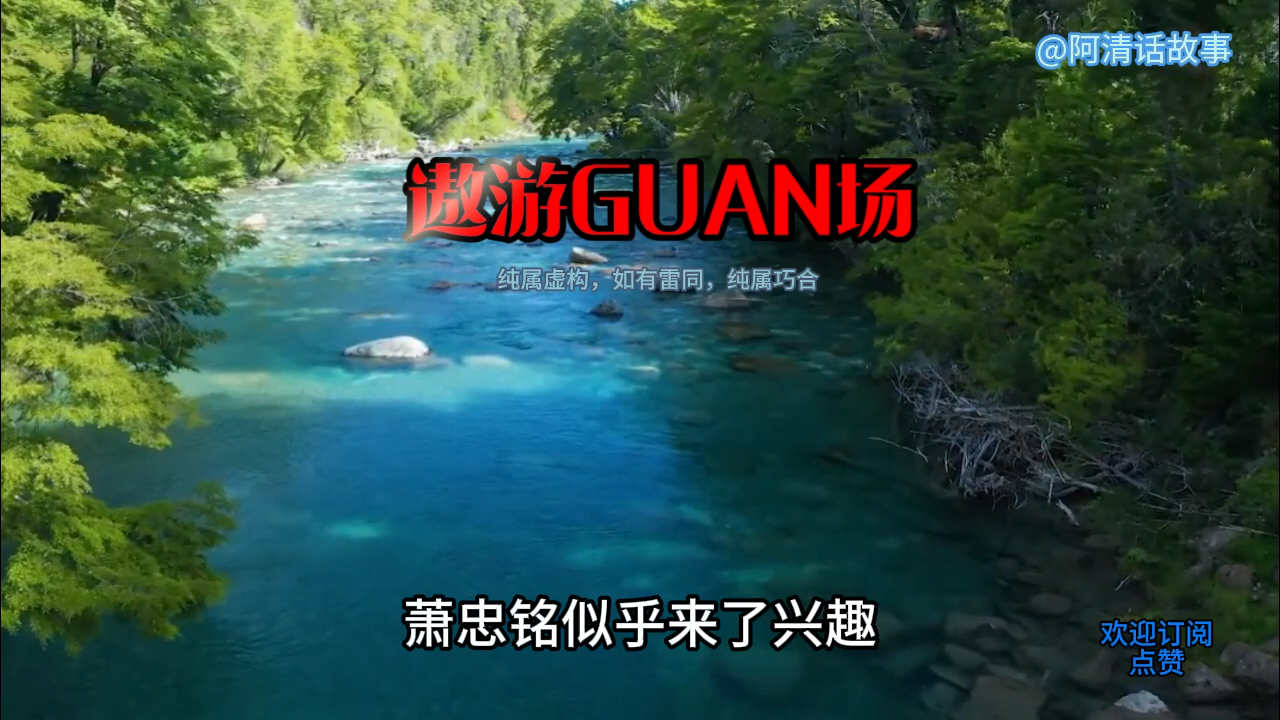 @阿清话故事
遨游GUAN场
纯属虚构，如有雷同，纯属巧合
萧忠铭似乎来了兴趣
欢迎订阅
点赞